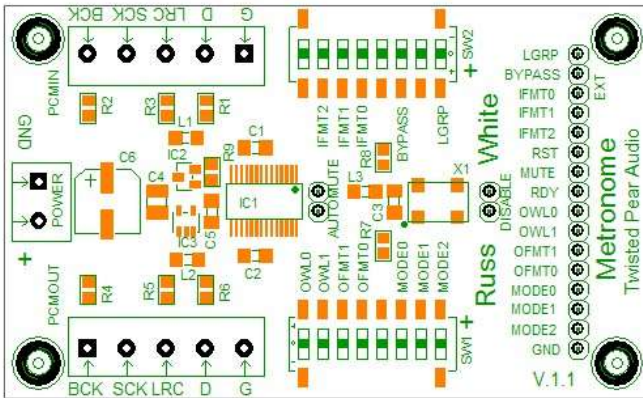 BCK SCK LRC D G
PCMIN
R2
R3
R1
SW2
LGRP
BYPASS
IFMT0
IFMT1
IFMT2
RST
MUTE
RDY
OWL0
OWL1
OFMT1
OFMT0
MODE0
MODE1
MODE2
GND
EXT
GND
POWER
C6
C4
L1
IC2
R9
C1
IFMT2
IFMT1
IFMT0
BYPASS
LGRP
R8
White
IC1
AUTOMUTE
L3
C3
X1
DISABLE
IC3
C5
L2
C2
R7
OWL0
OWL1
OFMT1
OFMT0
MODE0
MODE1
MODE2
Russ
Metronome
Twisted Pear Audio
PCMOUT
R4
R5
R6
SW1
BCK SCK LRC D G
V.1.1